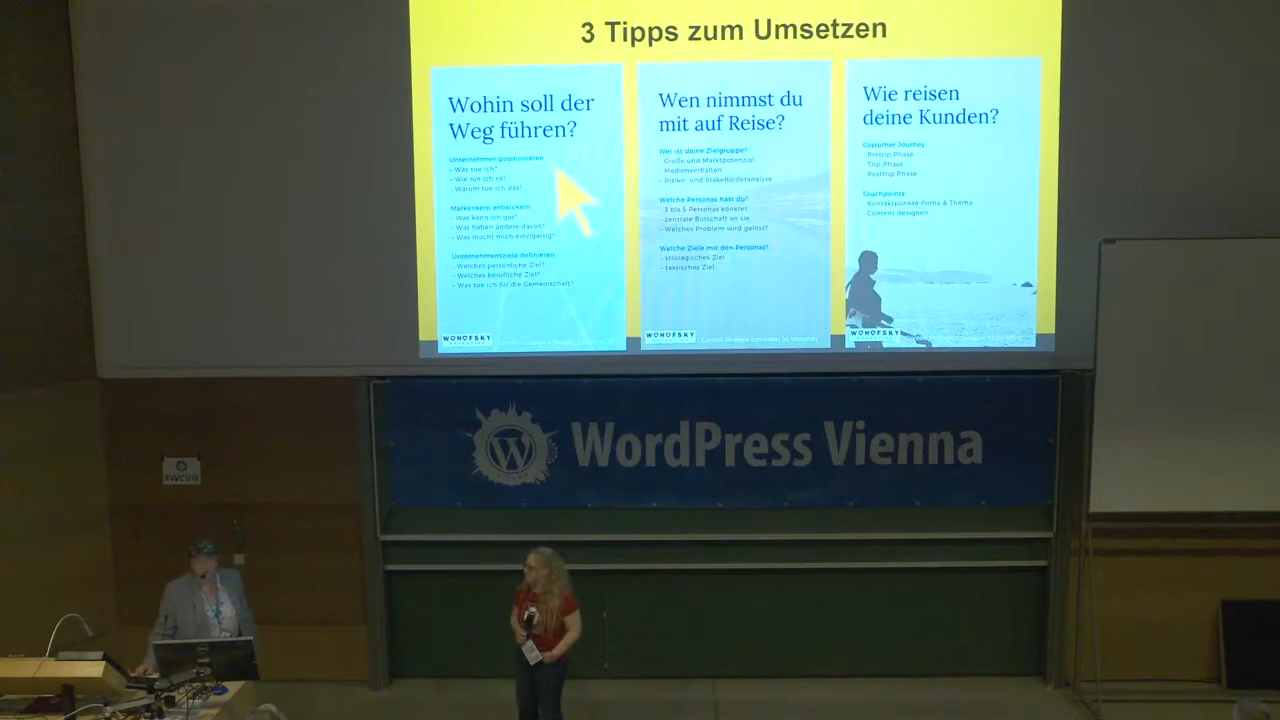 3 Tipps zum Umsetzen
Wohin soll der
Weg führen?
Unternehmen positionieren
- Was tue ich?
- Wie tue ich es?
- Warum tue ich das?
Markenkern entwickeln
- Was kann ich gut?
- Was haben andere davon?
- Was macht mich einzigartig?
Unternehmensziele definieren
- Welches persönliche Ziel?
- Welches berufliche Ziel?
- Was tue ich für die Gemeinschaft?
WOHOFSKY
Wen nimmst du
mit auf Reise?
Wer ist deine Zielgruppe?
- Größe und Marktpotenzial
- Medienverhalten
- Risiko- und Stakeholderanalyse
Welche Personas hast du?
- 3 bis 5 Personas konkret
- zentrale Botschaft an sie
- Welches Problem wird gelöst?
Welche Ziele mit den Personas?
- strategisches Ziel
- taktisches Ziel
WOHOFSKY
Wie reisen
deine Kunden?
Costumer Journey
- Pretrip Phase
- Trip Phase
- Posttrip Phase
Touchpoints
- Kontaktpunkte Firma & Thema
- Content designen
WOHOFSKY
WordPress Vienna
#WCVIE